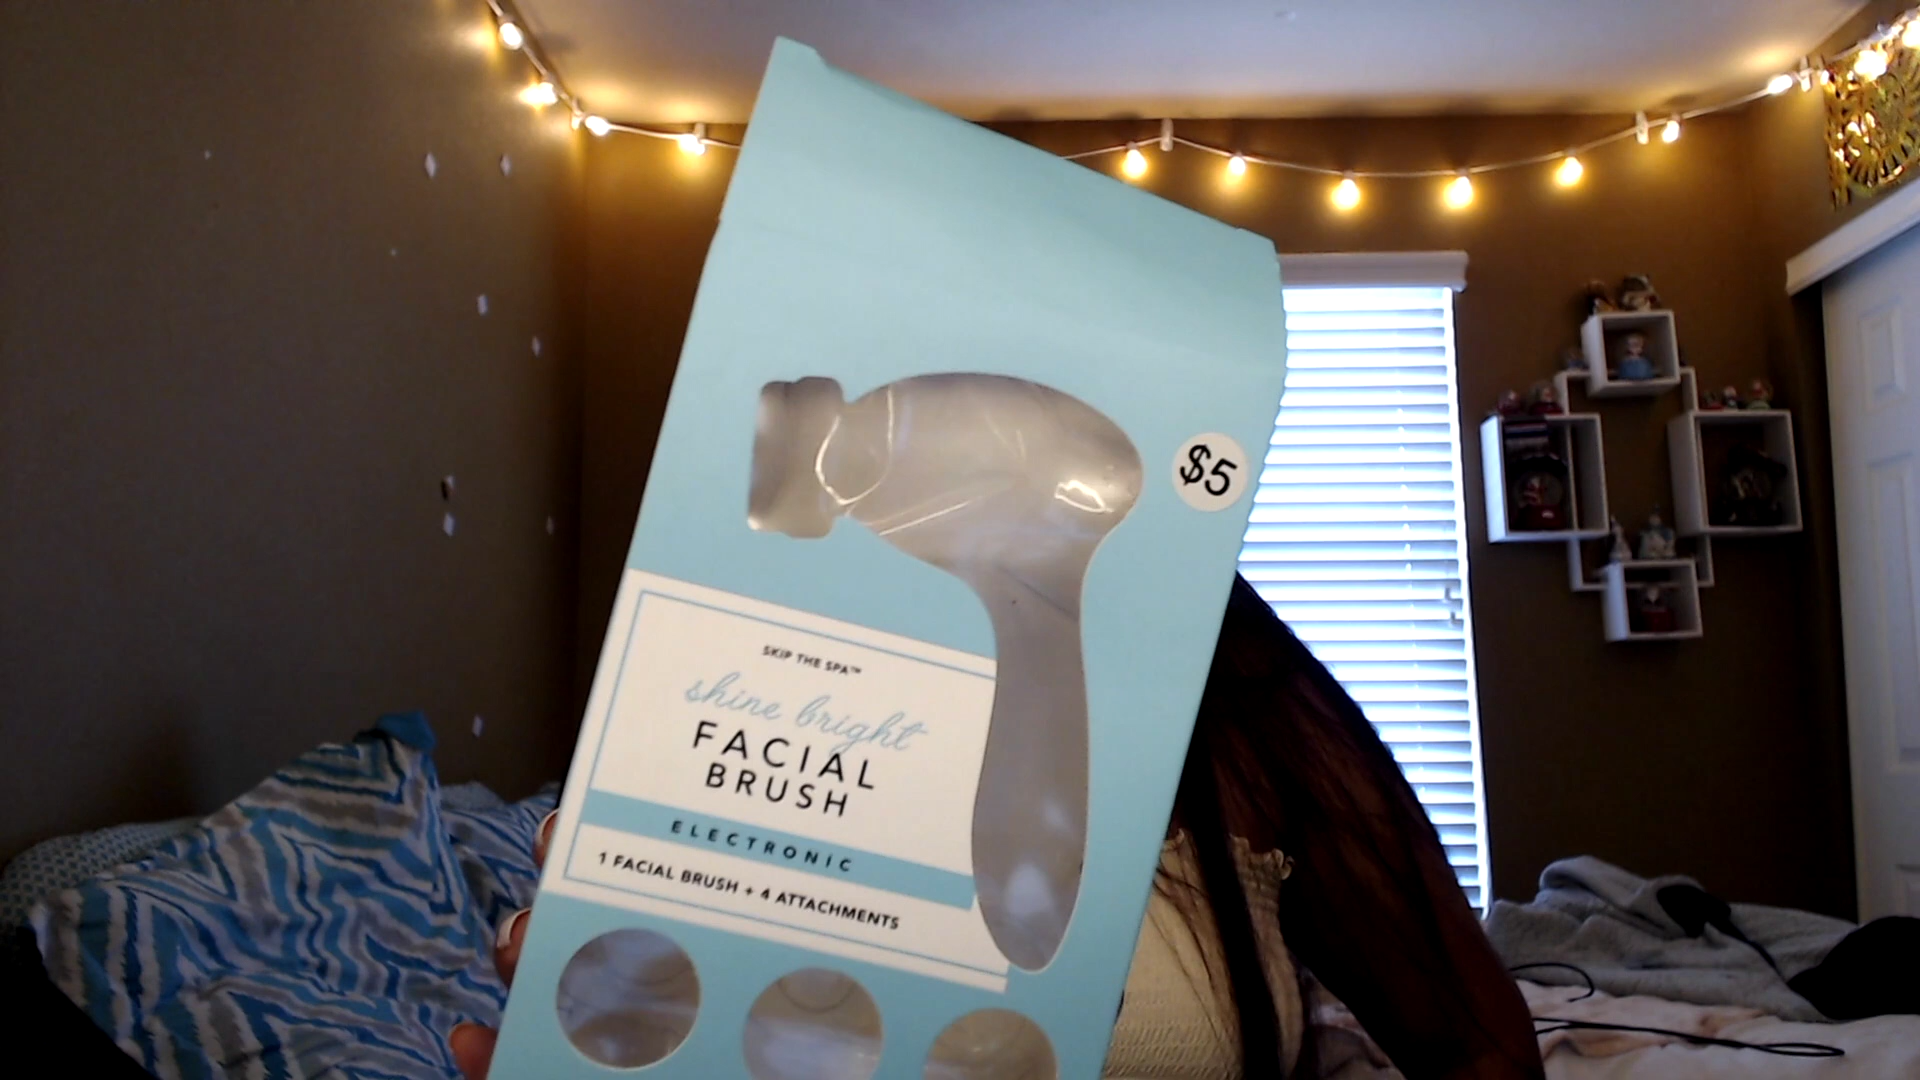 $5
SKIP THE SPA™
shine bright
FACIAL
BRUSH
ELECTRONIC
1 FACIAL BRUSH + 4 ATTACHMENTS